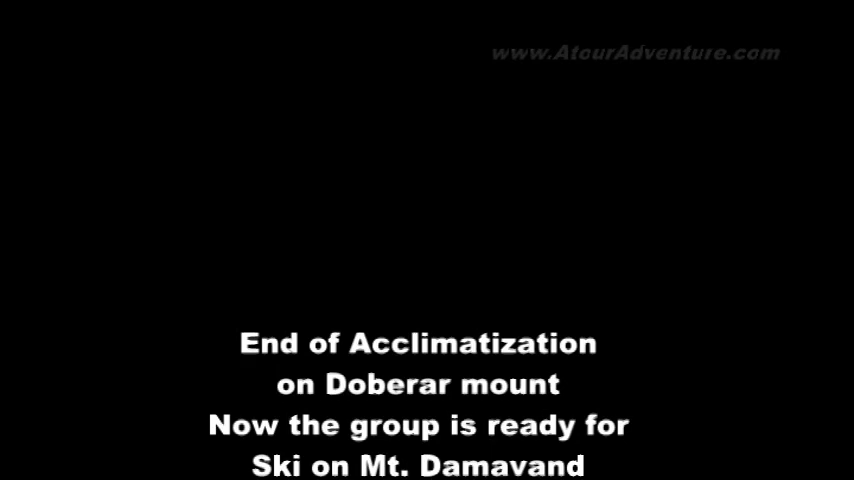 www.AtourAdventure.com
End of Acclimatization
on Doberar mount
Now the group is ready for
Ski on Mt. Damavand